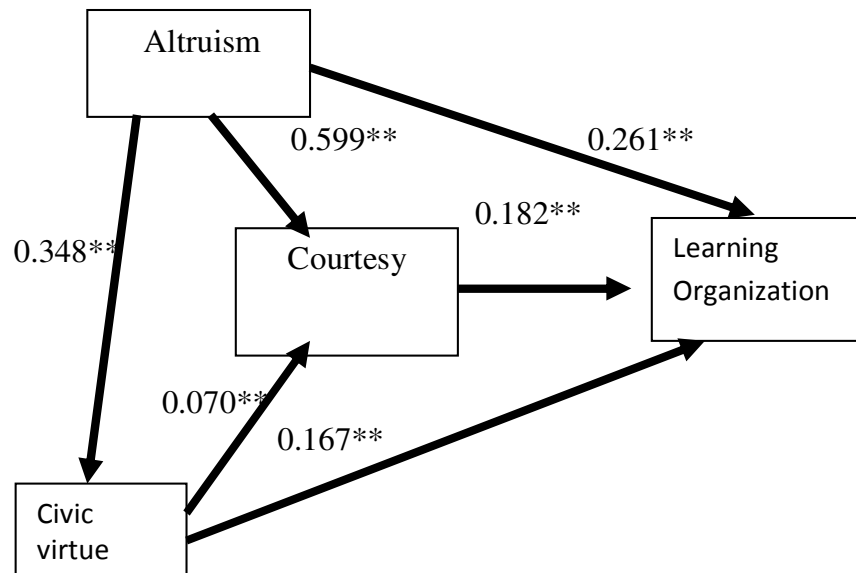 Altruism
0.599**
0.261**
0.182**
0.348**
Courtesy
Learning
Organization
0.070**
0.167**
Civic
virtue